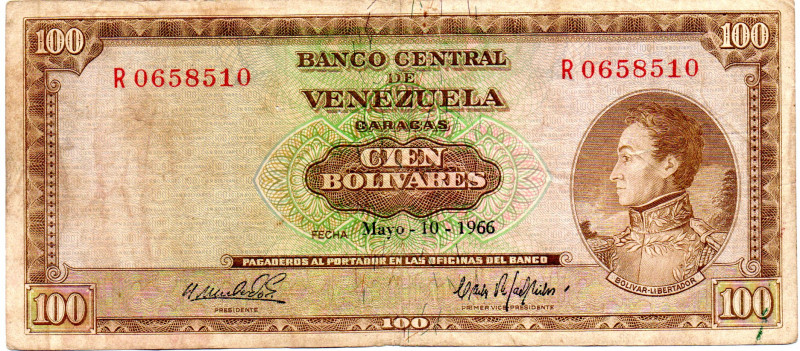 100 100
BANCO CENTRAL
R 0658510 R 0658510
DE
VENEZUELA
CARACAS
CIEN
BOLIVARES
FECHA Mayo - 10 - 1966
PAGADEROS AL PORTADOR EN LAS OFICINAS DEL BANCO
BOLIVAR-LIBERTADOR
PRESIDENTE PRIMER VICE-PRESIDENTE
100 100 100